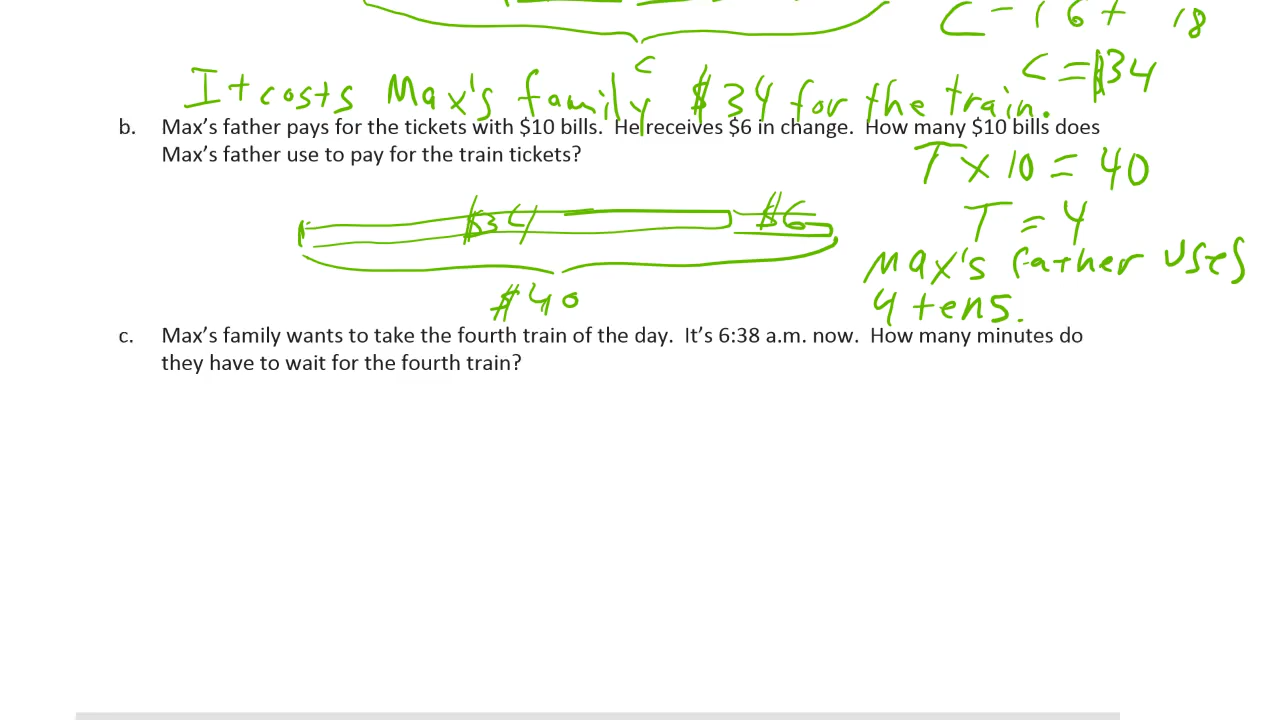 C = 16 + 18
C
C = $34
It costs Max's family $34 for the train.
b. Max's father pays for the tickets with $10 bills. He receives $6 in change. How many $10 bills does
Max's father use to pay for the train tickets?
T x 10 = 40
$34 $6
T = 4
Max's father uses
$40
4 tens.
c. Max's family wants to take the fourth train of the day. It's 6:38 a.m. now. How many minutes do
they have to wait for the fourth train?